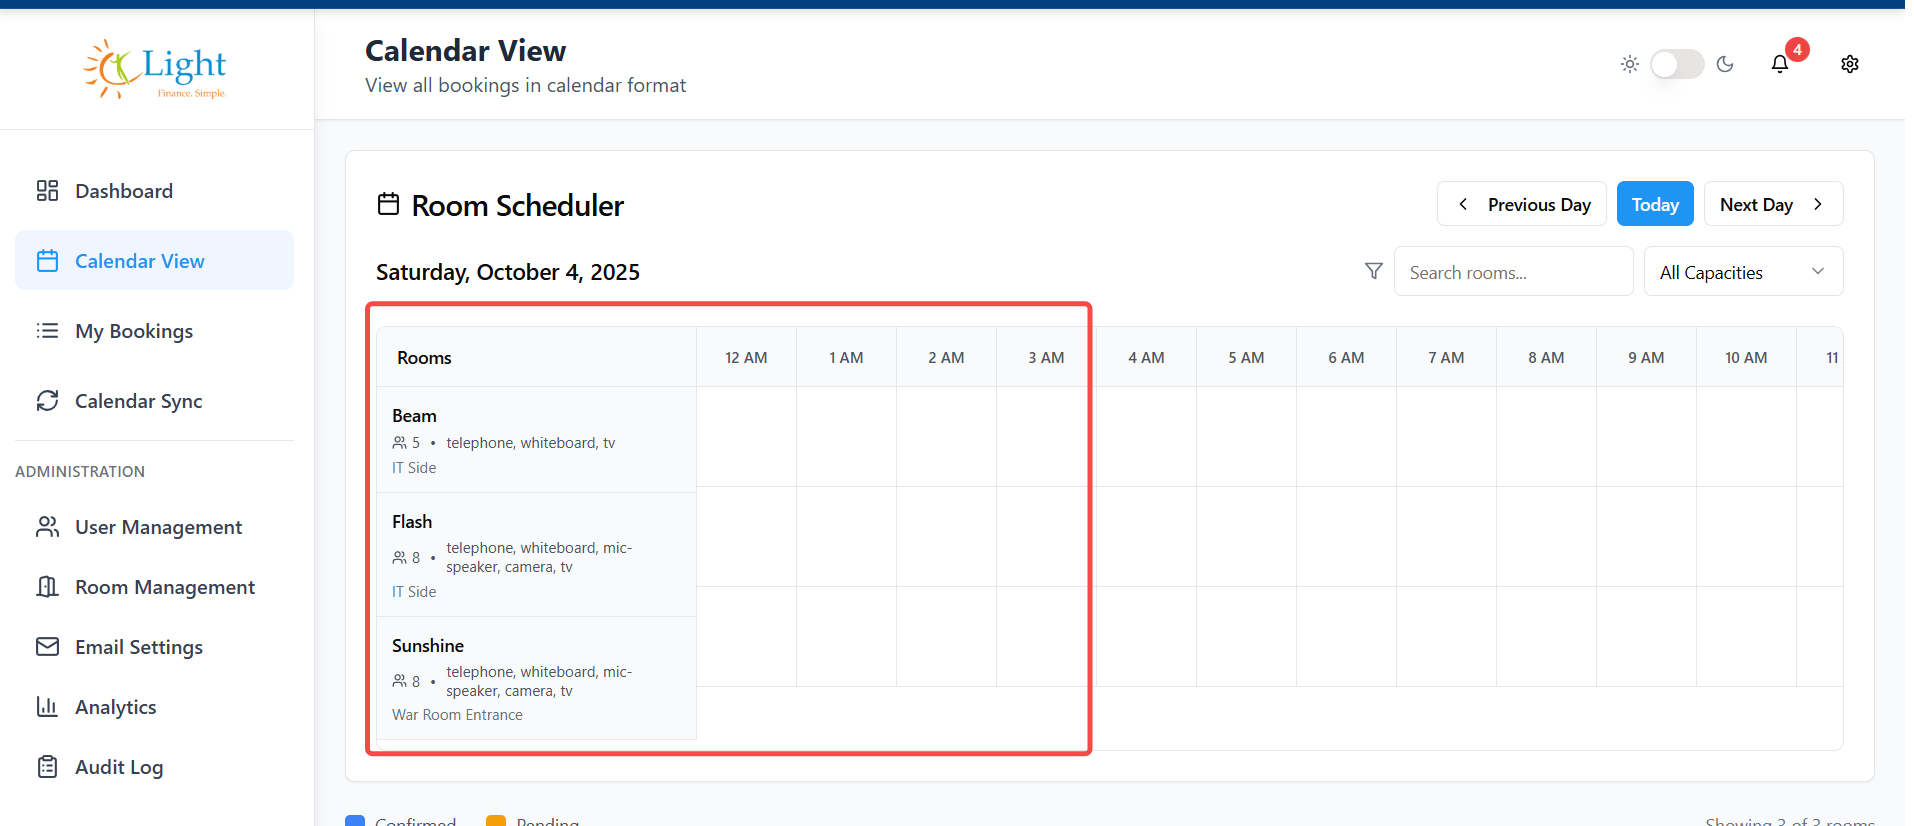 Light
Finance. Simple.
Calendar View
View all bookings in calendar format
4
Dashboard
Calendar View
My Bookings
Calendar Sync
ADMINISTRATION
User Management
Room Management
Email Settings
Analytics
Audit Log
Room Scheduler
Previous Day
Today
Next Day
Saturday, October 4, 2025
Search rooms...
All Capacities
Rooms 12 AM 1 AM 2 AM 3 AM 4 AM 5 AM 6 AM 7 AM 8 AM 9 AM 10 AM 11
Beam
5 • telephone, whiteboard, tv
IT Side
Flash
8 • telephone, whiteboard, mic-
speaker, camera, tv
IT Side
Sunshine
8 • telephone, whiteboard, mic-
speaker, camera, tv
War Room Entrance
Confirmed Pending
Showing 3 of 3 rooms